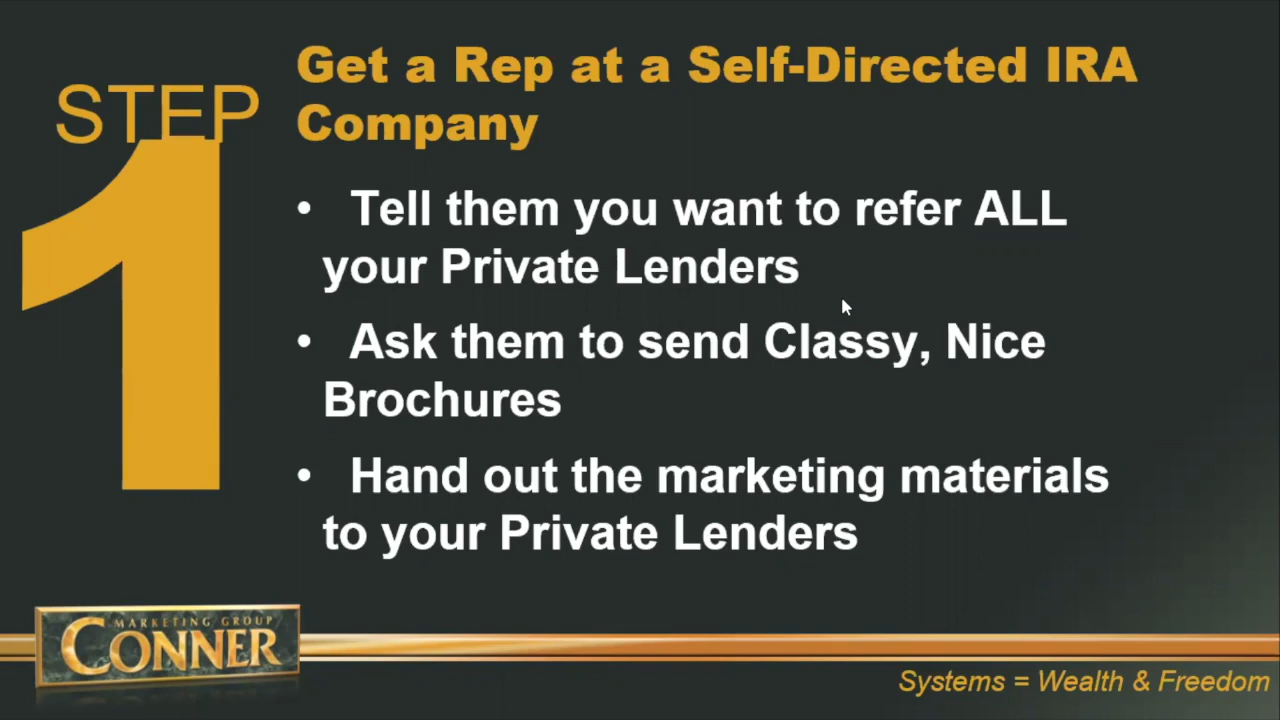 STEP
1
Get a Rep at a Self-Directed IRA
Company
• Tell them you want to refer ALL
your Private Lenders
• Ask them to send Classy, Nice
Brochures
• Hand out the marketing materials
to your Private Lenders
MARKETING GROUP
CONNER
Systems = Wealth & Freedom